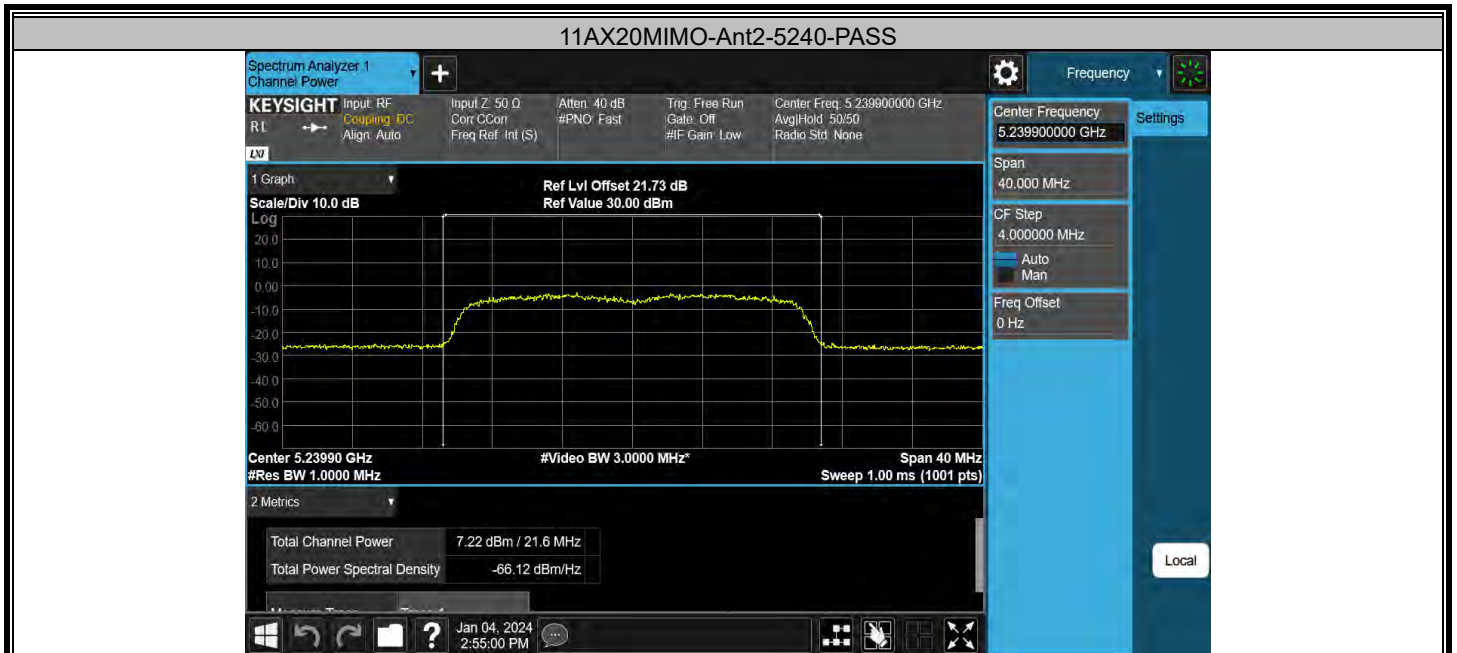 11AX20MIMO-Ant2-5240-PASS
Spectrum Analyzer 1
Channel Power
Frequency
KEYSIGHT
RL
LXI
Input: RF
Coupling: DC
Align: Auto
Input Z: 50 Ω
Corr CCorr
Freq Ref: Int (S)
Atten: 40 dB
#PNO: Fast
Trig: Free Run
Gate: Off
#IF Gain: Low
Center Freq: 5.239900000 GHz
Avg|Hold: 50/50
Radio Std: None
1 Graph
Scale/Div 10.0 dB
Ref Lvl Offset 21.73 dB
Ref Value 30.00 dBm
Log
20.0
10.0
0.00
-10.0
-20.0
-30.0
-40.0
-50.0
-60.0
Center 5.23990 GHz
#Video BW 3.0000 MHz*
Span 40 MHz
#Res BW 1.0000 MHz
Sweep 1.00 ms (1001 pts)
2 Metrics
Total Channel Power 7.22 dBm / 21.6 MHz
Total Power Spectral Density -66.12 dBm/Hz
Center Frequency
5.239900000 GHz
Settings
Span
40.000 MHz
CF Step
4.000000 MHz
Auto
Man
Freq Offset
0 Hz
Local
?
Jan 04, 2024
2:55:00 PM